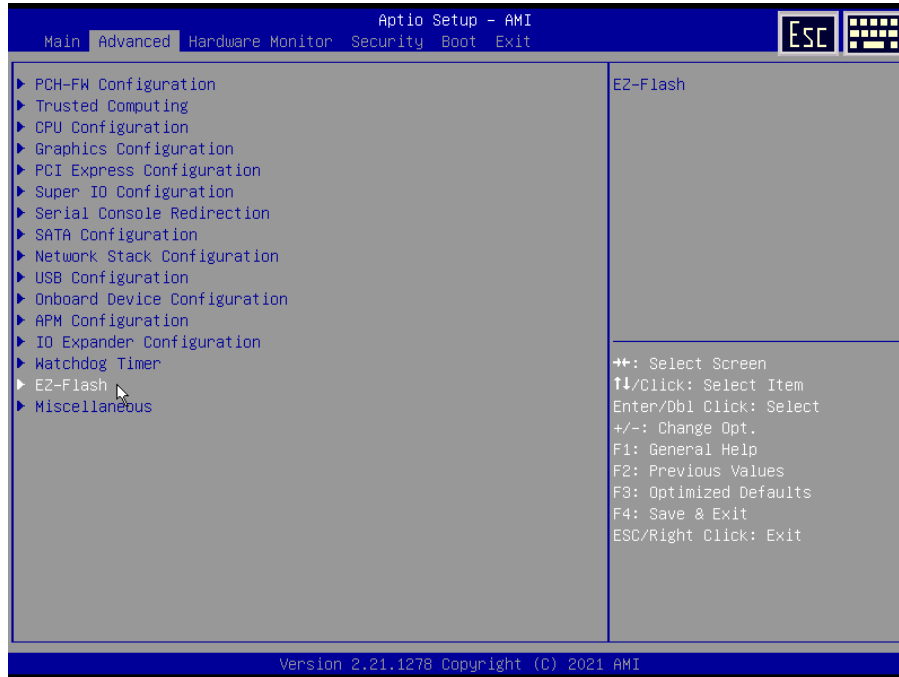 Aptio Setup - AMI
Main Advanced Hardware Monitor Security Boot Exit
Esc
PCH-FW Configuration
Trusted Computing
CPU Configuration
Graphics Configuration
PCI Express Configuration
Super IO Configuration
Serial Console Redirection
SATA Configuration
Network Stack Configuration
USB Configuration
Onboard Device Configuration
APM Configuration
IO Expander Configuration
Watchdog Timer
EZ-Flash
Miscellaneous
EZ-Flash
→←: Select Screen
↑↓/Click: Select Item
Enter/Dbl Click: Select
+/-: Change Opt.
F1: General Help
F2: Previous Values
F3: Optimized Defaults
F4: Save & Exit
ESC/Right Click: Exit
Version 2.21.1278 Copyright (C) 2021 AMI